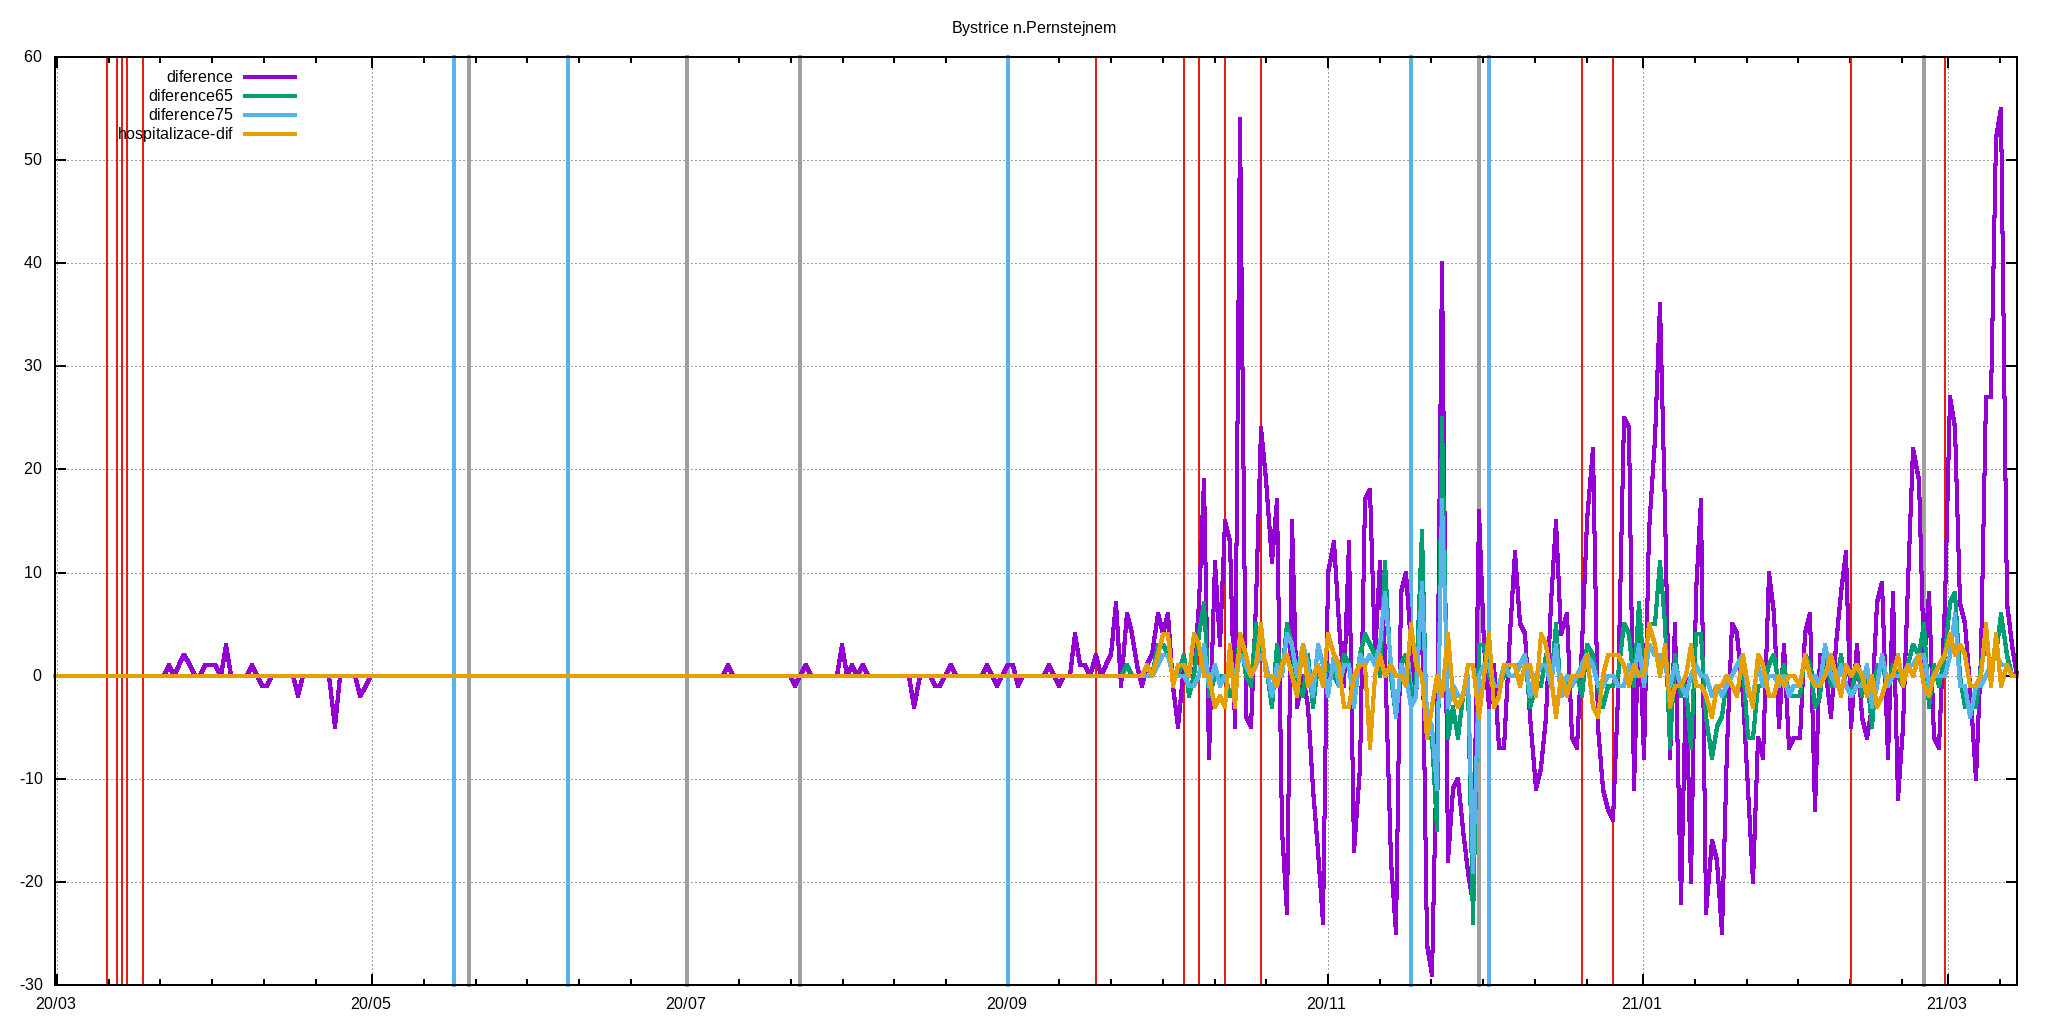 Bystrice n.Pernstejnem
60
50
40
30
20
10
0
-10
-20
-30
diference
diference65
diference75
hospitalizace-dif
20/03 20/05 20/07 20/09 20/11 21/01 21/03